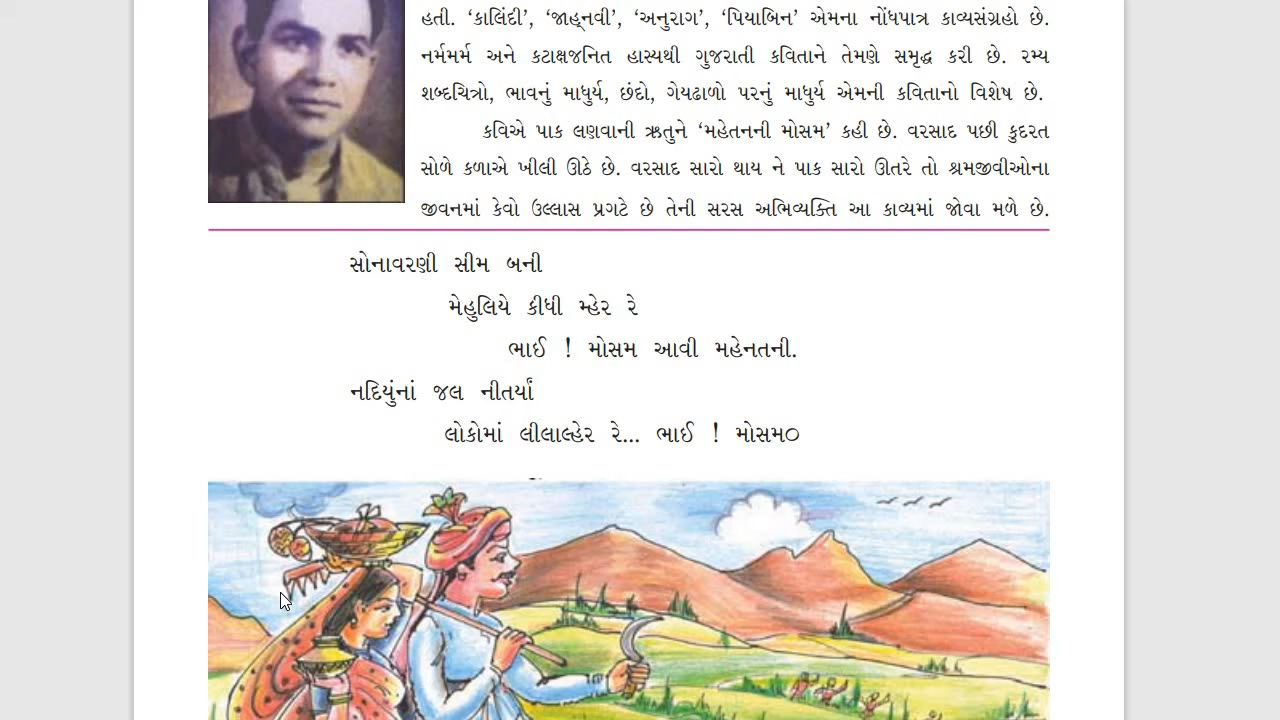 હતી. ‘કાલિંદી’, ‘જાહ્નવી’, ‘અનુરાગ’, ‘પિયાબિન’ એમના નોંધપાત્ર કાવ્યસંગ્રહો છે.
નર્મમર્મ અને કટાક્ષજનિત હાસ્યથી ગુજરાતી કવિતાને તેમણે સમૃદ્ધ કરી છે. રમ્ય
શબ્દચિત્રો, ભાવનું માધુર્ય, છંદો, ગેયઢાળો પરનું માધુર્ય એમની કવિતાનો વિશેષ છે.
કવિએ પાક લણવાની ઋતુને ‘મહેતનની મોસમ’ કહી છે. વરસાદ પછી કુદરત
સોળે કળાએ ખીલી ઊઠે છે. વરસાદ સારો થાય ને પાક સારો ઊતરે તો શ્રમજીવીઓના
જીવનમાં કેવો ઉલ્લાસ પ્રગટે છે તેની સરસ અભિવ્યક્તિ આ કાવ્યમાં જોવા મળે છે.
સોનાવરણી સીમ બની
મેહુલિયે કીધી મ્હેર રે
ભાઈ ! મોસમ આવી મહેનતની.
નદિયુંનાં જલ નીતર્યાં
લોકોમાં લીલાલ્હેર રે... ભાઈ ! મોસમ૦